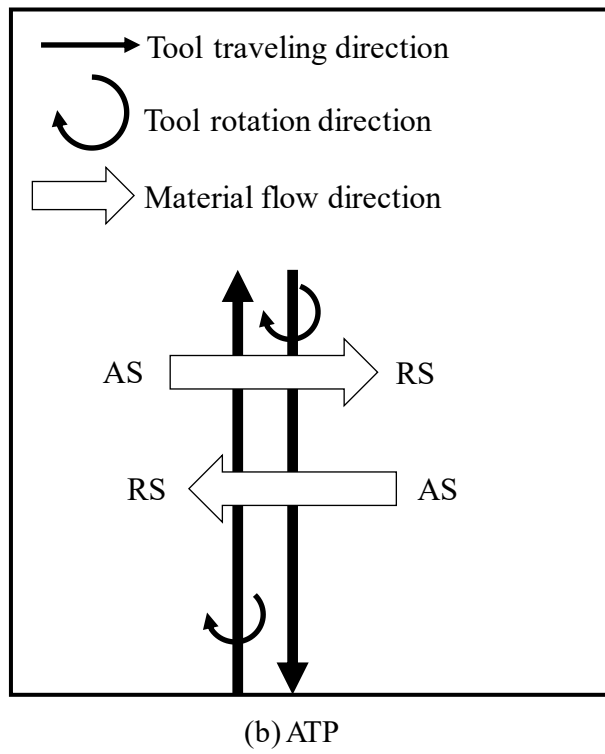 Tool traveling direction
Tool rotation direction
Material flow direction
AS RS
RS AS
(b) ATP